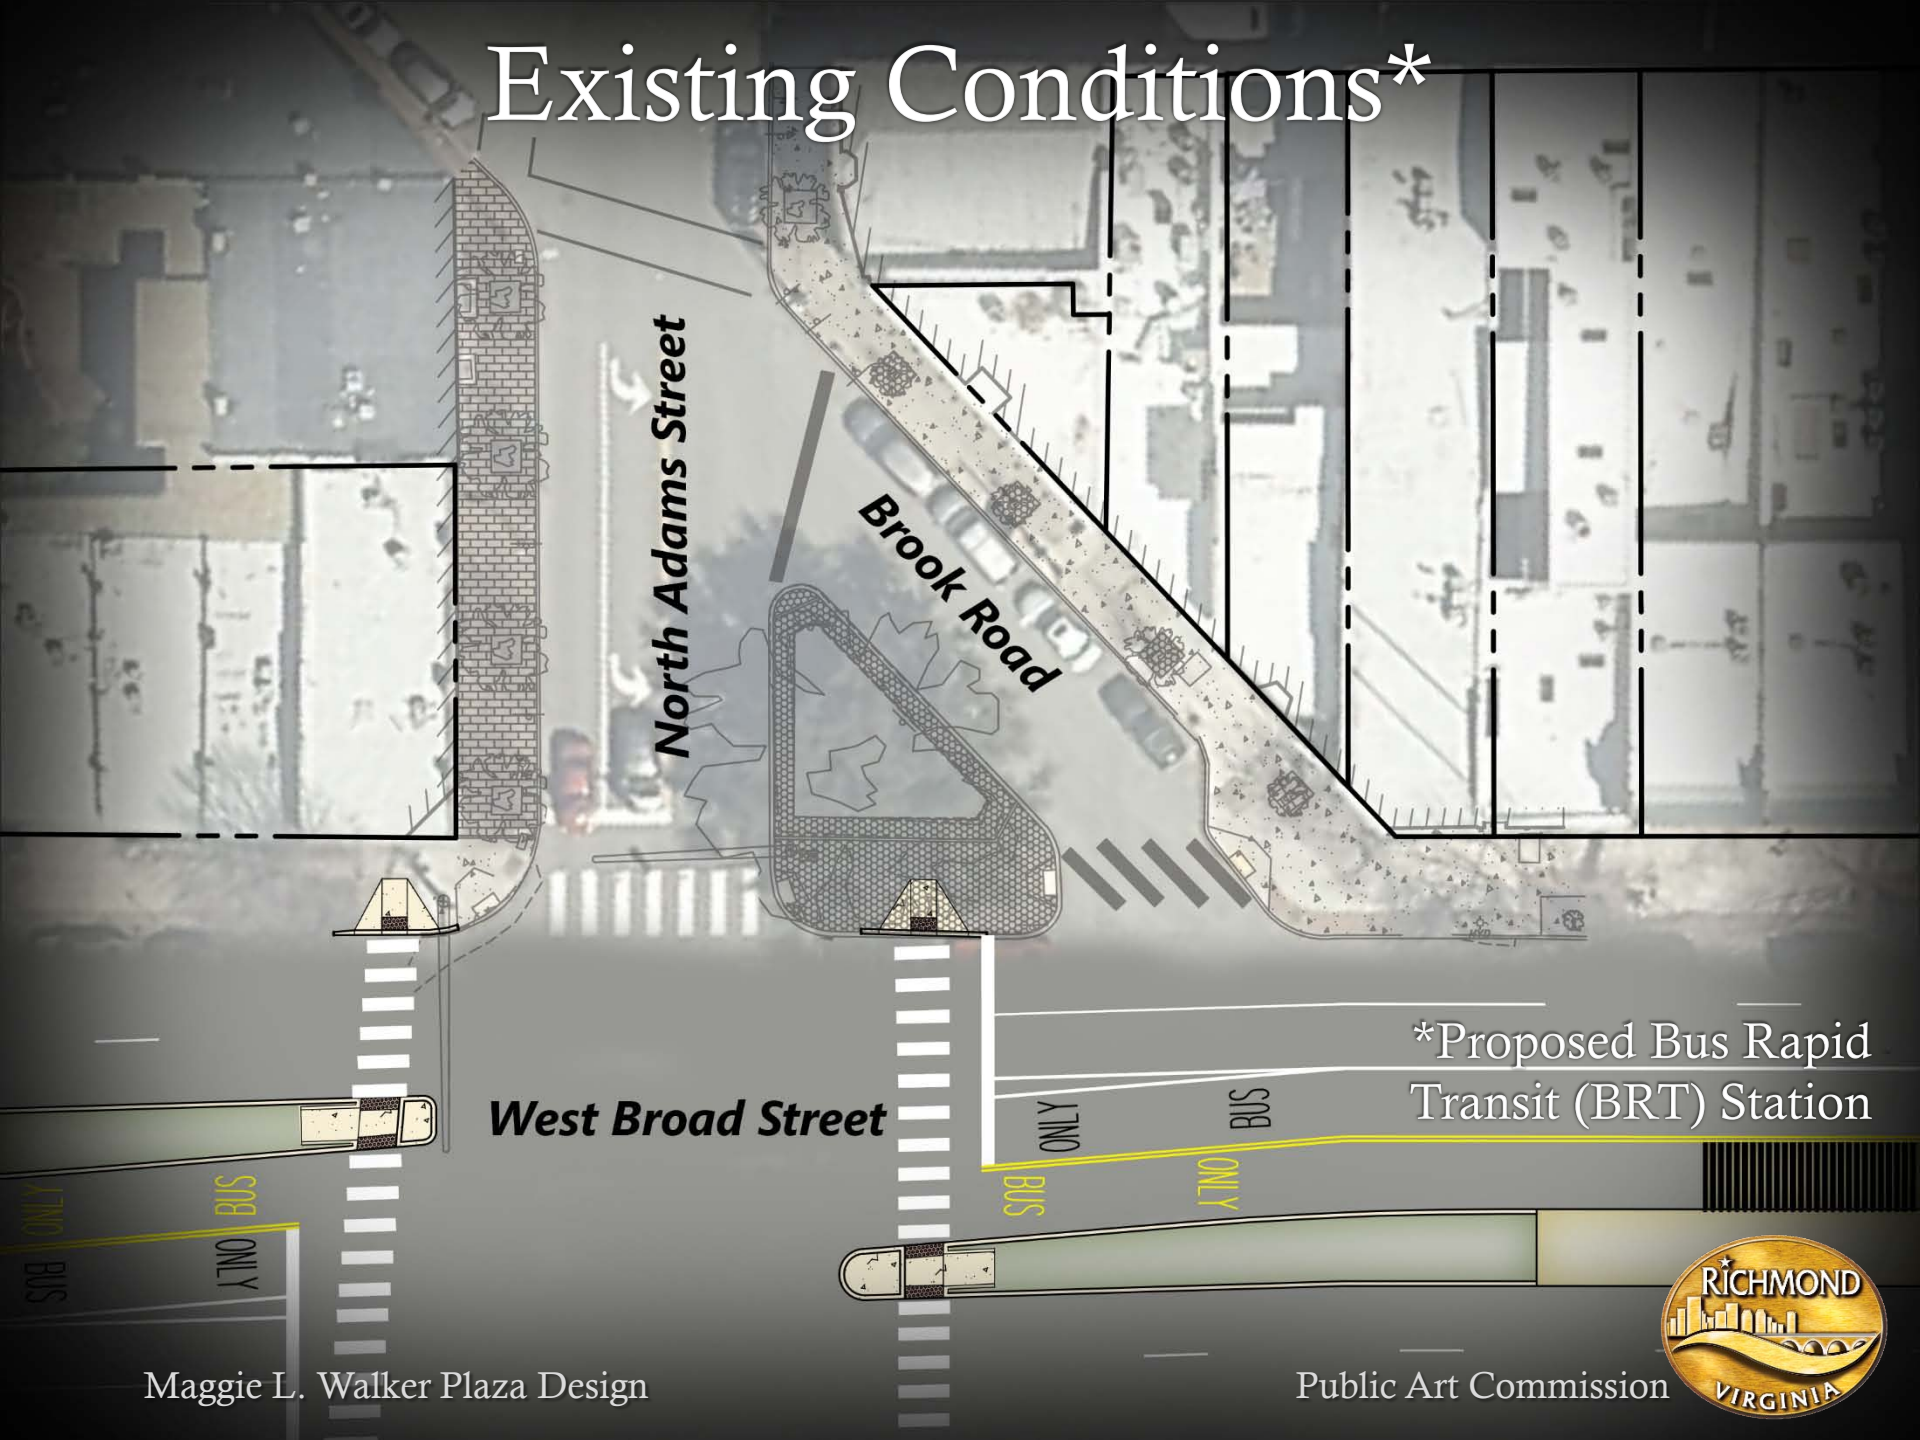 Existing Conditions*
North Adams Street
Brook Road
*Proposed Bus Rapid
Transit (BRT) Station
West Broad Street
ONLY
BUS
BUS
ONLY
ONLY
BUS
BUS
ONLY
RICHMOND
VIRGINIA
Maggie L. Walker Plaza Design
Public Art Commission